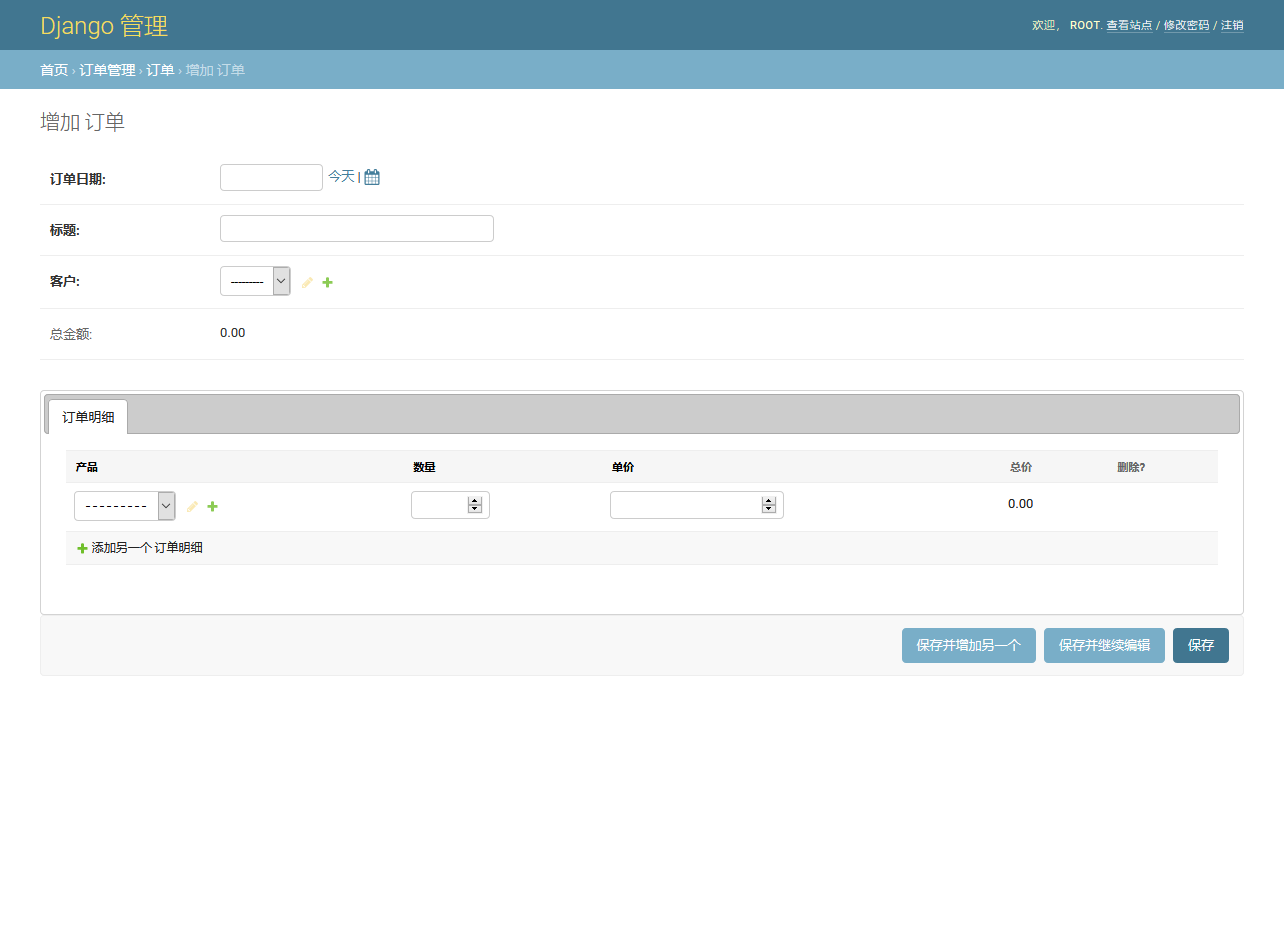 Django 管理
欢迎， ROOT. 查看站点 / 修改密码 / 注销
首页 › 订单管理 › 订单 › 增加 订单
增加 订单
订单日期: 今天 |
标题:
客户: ---------
总金额: 0.00
订单明细
产品 数量 单价 总价 删除?
--------- 0.00
添加另一个 订单明细
保存并增加另一个 保存并继续编辑 保存